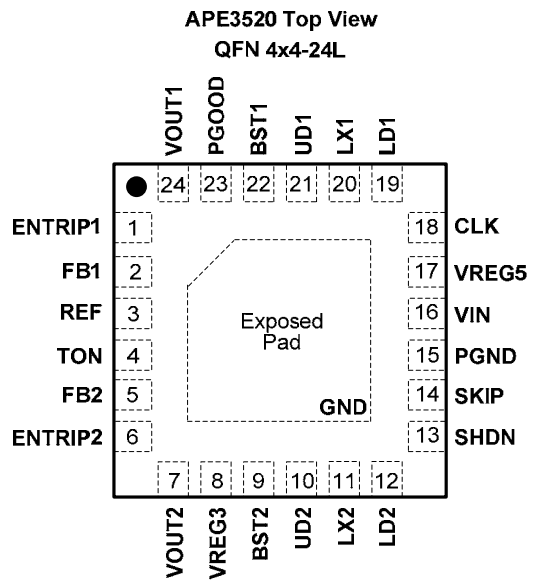 APE3520 Top View
QFN 4x4-24L
VOUT1
PGOOD
BST1
UD1
LX1
LD1
24
23
22
21
20
19
ENTRIP1
1
FB1
2
REF
3
TON
4
FB2
5
ENTRIP2
6
Exposed
Pad
GND
18
CLK
17
VREG5
16
VIN
15
PGND
14
SKIP
13
SHDN
7
8
9
10
11
12
VOUT2
VREG3
BST2
UD2
LX2
LD2